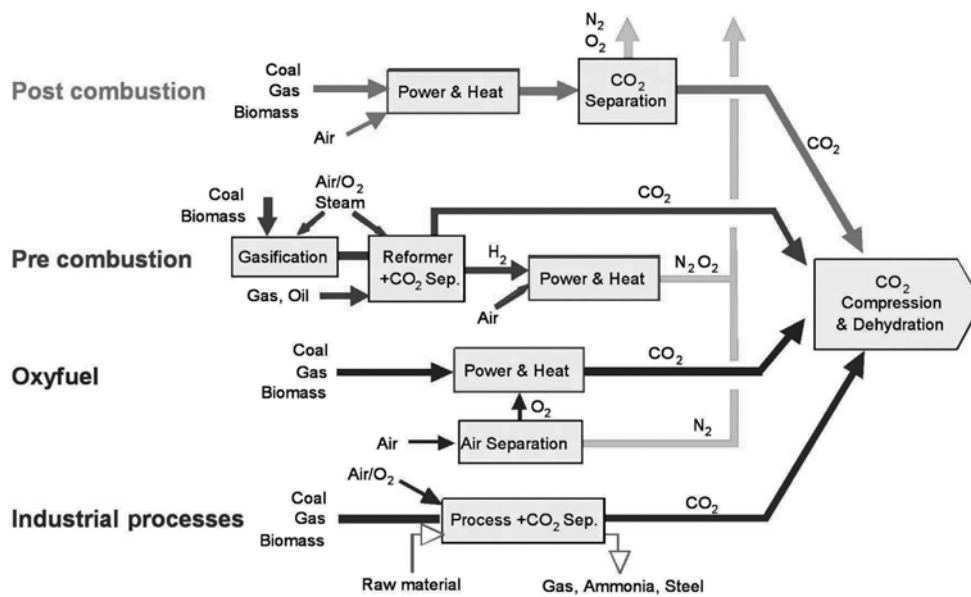 N₂
O₂
Coal
Gas
Biomass
Post combustion
Power & Heat
CO₂
Separation
Air
CO₂
Coal
Biomass
Air/O₂
Steam
CO₂
Pre combustion
Gasification
Reformer
+CO₂ Sep.
H₂
Power & Heat
N₂O₂
Gas, Oil
Air
CO₂
Compression
& Dehydration
Oxyfuel
Coal
Gas
Biomass
Power & Heat
CO₂
O₂
Air
Air Separation
N₂
Industrial processes
Air/O₂
Coal
Gas
Biomass
Process +CO₂ Sep.
CO₂
Raw material
Gas, Ammonia, Steel